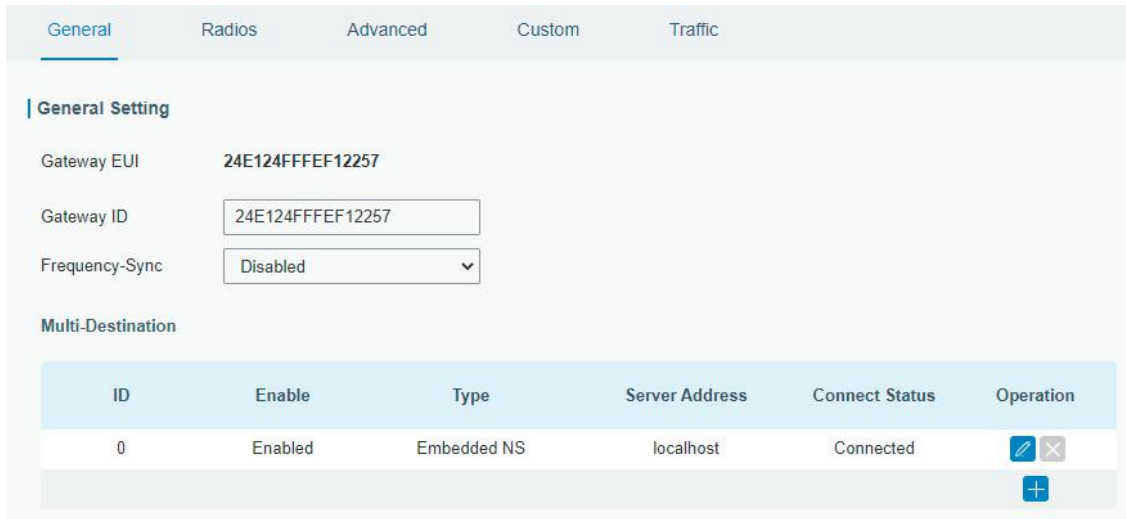 General Radios Advanced Custom Traffic
General Setting
Gateway EUI 24E124FFFEF12257
Gateway ID 24E124FFFEF12257
Frequency-Sync Disabled
Multi-Destination
ID Enable Type Server Address Connect Status Operation
0 Enabled Embedded NS localhost Connected